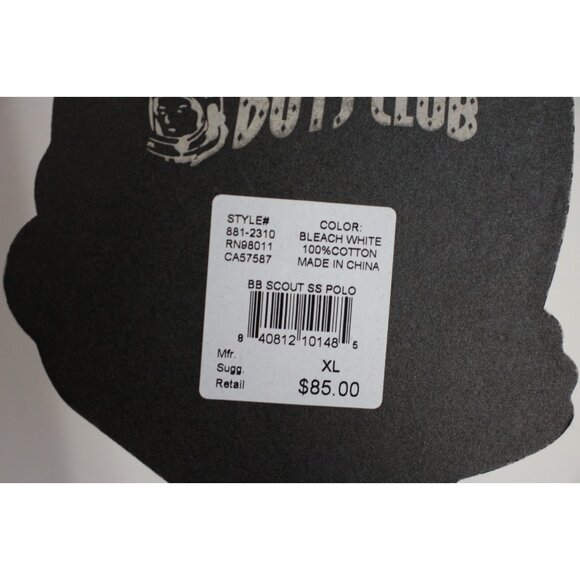 BOYS CLUB
STYLE#
881-2310
RN98011
CA57587
COLOR:
BLEACH WHITE
100%COTTON
MADE IN CHINA
BB SCOUT SS POLO
8 40812 10148 5
Mfr.
Sugg.
Retail
XL
$85.00